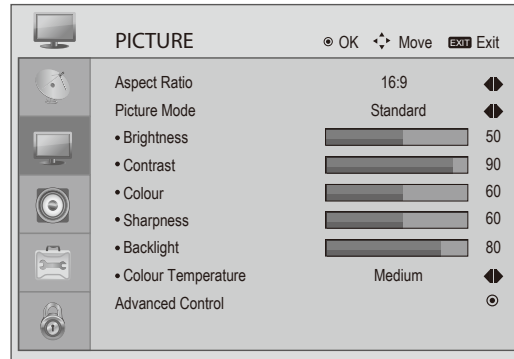 PICTURE OK Move EXIT Exit
Aspect Ratio 16:9
Picture Mode Standard
• Brightness 50
• Contrast 90
• Colour 60
• Sharpness 60
• Backlight 80
• Colour Temperature Medium
Advanced Control